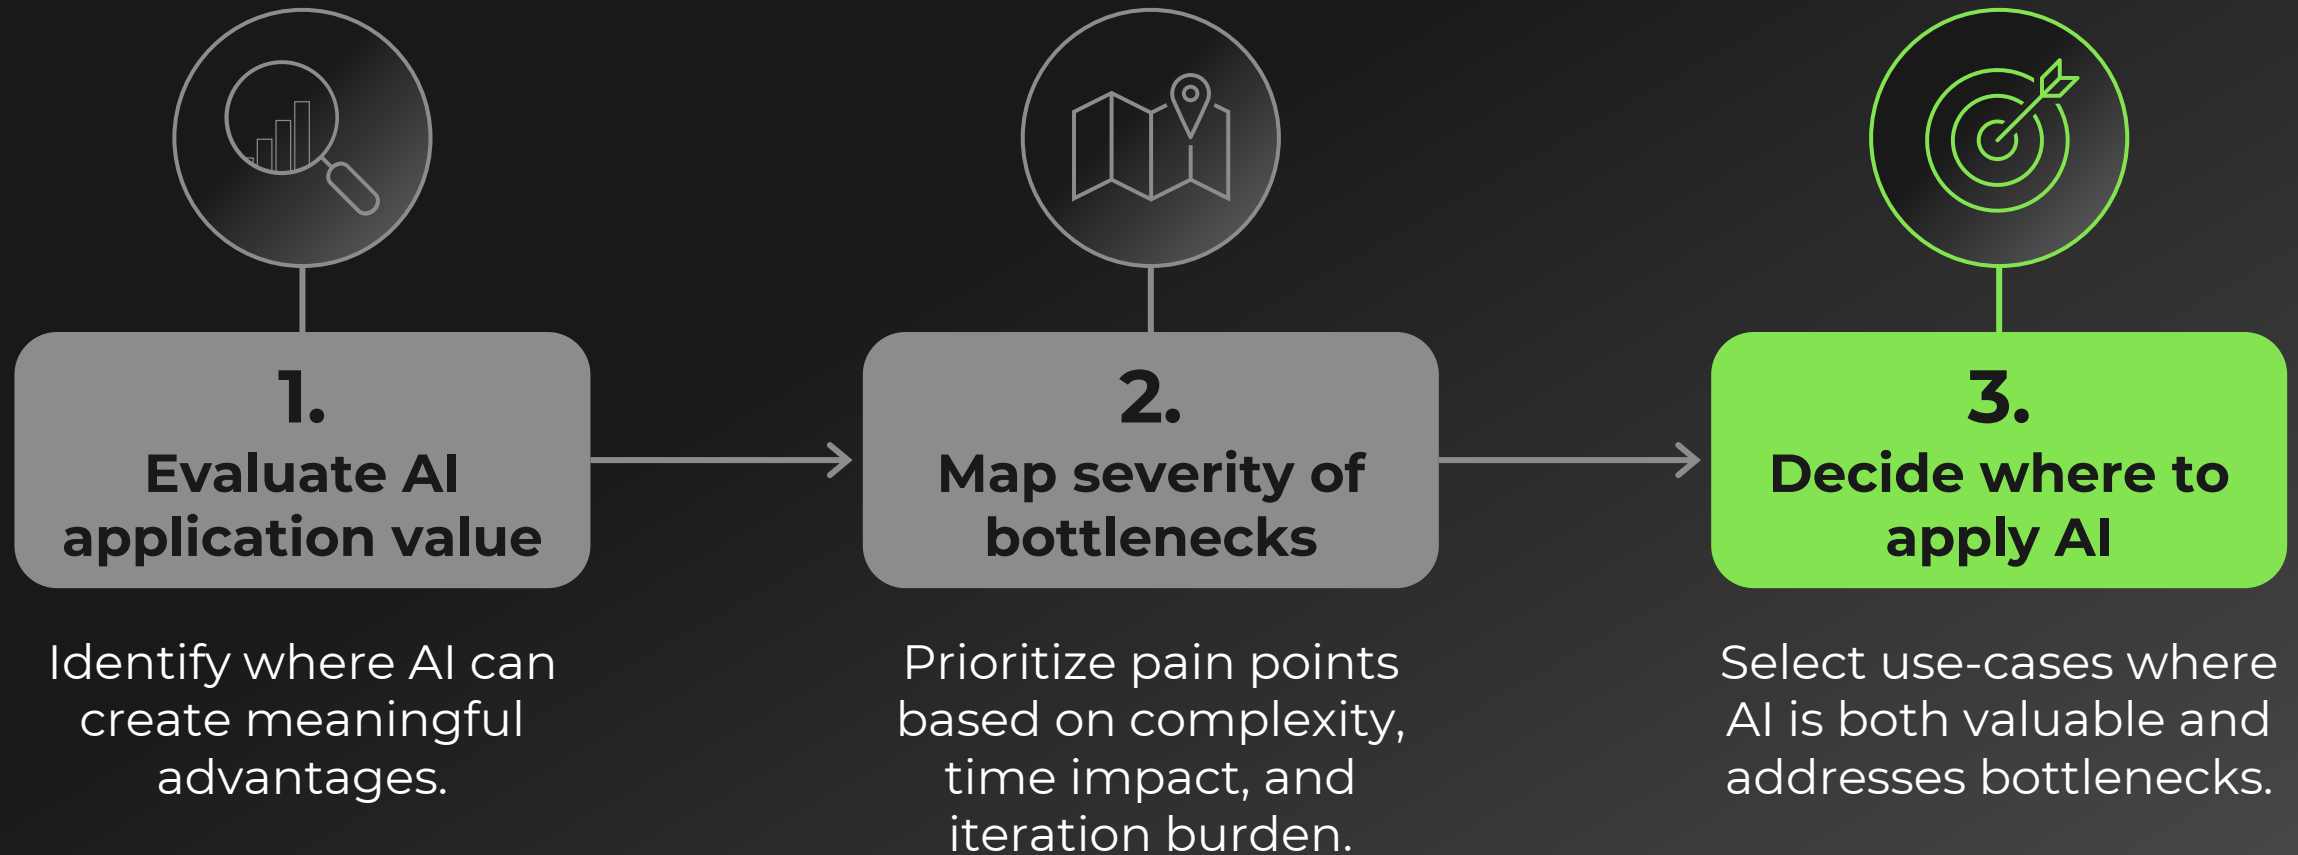 1.
Evaluate AI
application value
Identify where AI can
create meaningful
advantages.
2.
Map severity of
bottlenecks
Prioritize pain points
based on complexity,
time impact, and
iteration burden.
3.
Decide where to
apply AI
Select use-cases where
AI is both valuable and
addresses bottlenecks.